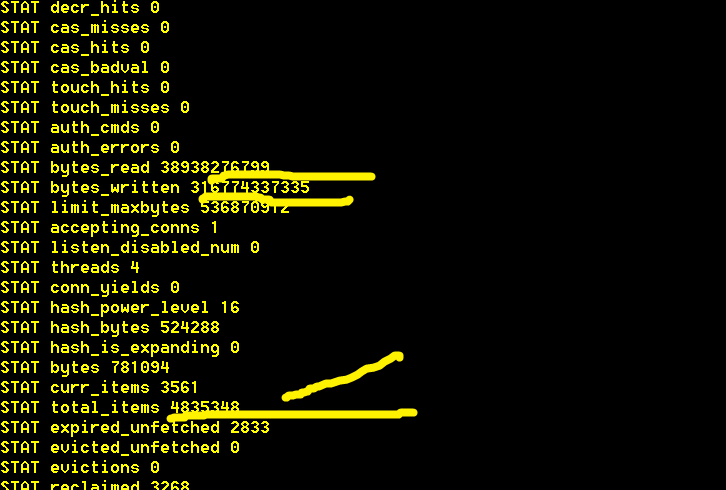 STAT decr_hits 0
STAT cas_misses 0
STAT cas_hits 0
STAT cas_badval 0
STAT touch_hits 0
STAT touch_misses 0
STAT auth_cmds 0
STAT auth_errors 0
STAT bytes_read 38938276799
STAT bytes_written 316774337335
STAT limit_maxbytes 536870912
STAT accepting_conns 1
STAT listen_disabled_num 0
STAT threads 4
STAT conn_yields 0
STAT hash_power_level 16
STAT hash_bytes 524288
STAT hash_is_expanding 0
STAT bytes 781094
STAT curr_items 3561
STAT total_items 4835348
STAT expired_unfetched 2833
STAT evicted_unfetched 0
STAT evictions 0
STAT reclaimed 3268